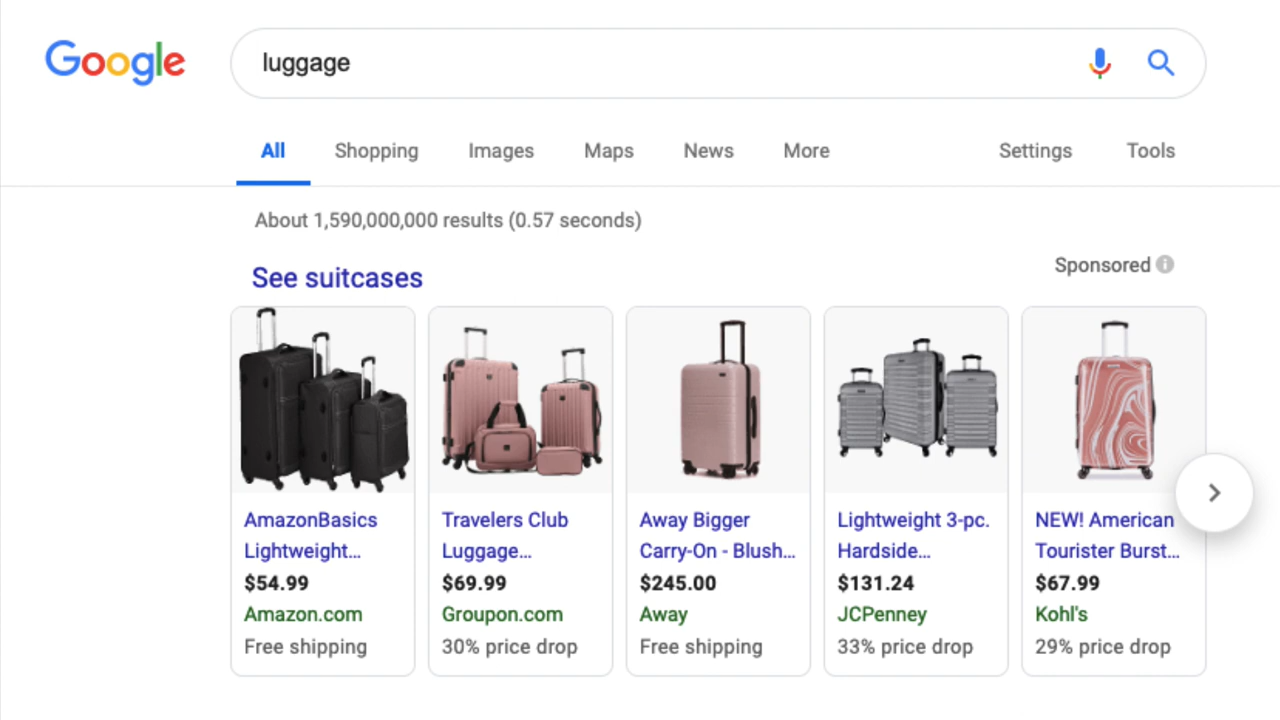 Google
luggage
All Shopping Images Maps News More Settings Tools
About 1,590,000,000 results (0.57 seconds)
See suitcases
Sponsored
AmazonBasics
Lightweight...
$54.99
Amazon.com
Free shipping
Travelers Club
Luggage...
$69.99
Groupon.com
30% price drop
Away Bigger
Carry-On - Blush...
$245.00
Away
Free shipping
Lightweight 3-pc.
Hardside...
$131.24
JCPenney
33% price drop
NEW! American
Tourister Burst...
$67.99
Kohl's
29% price drop